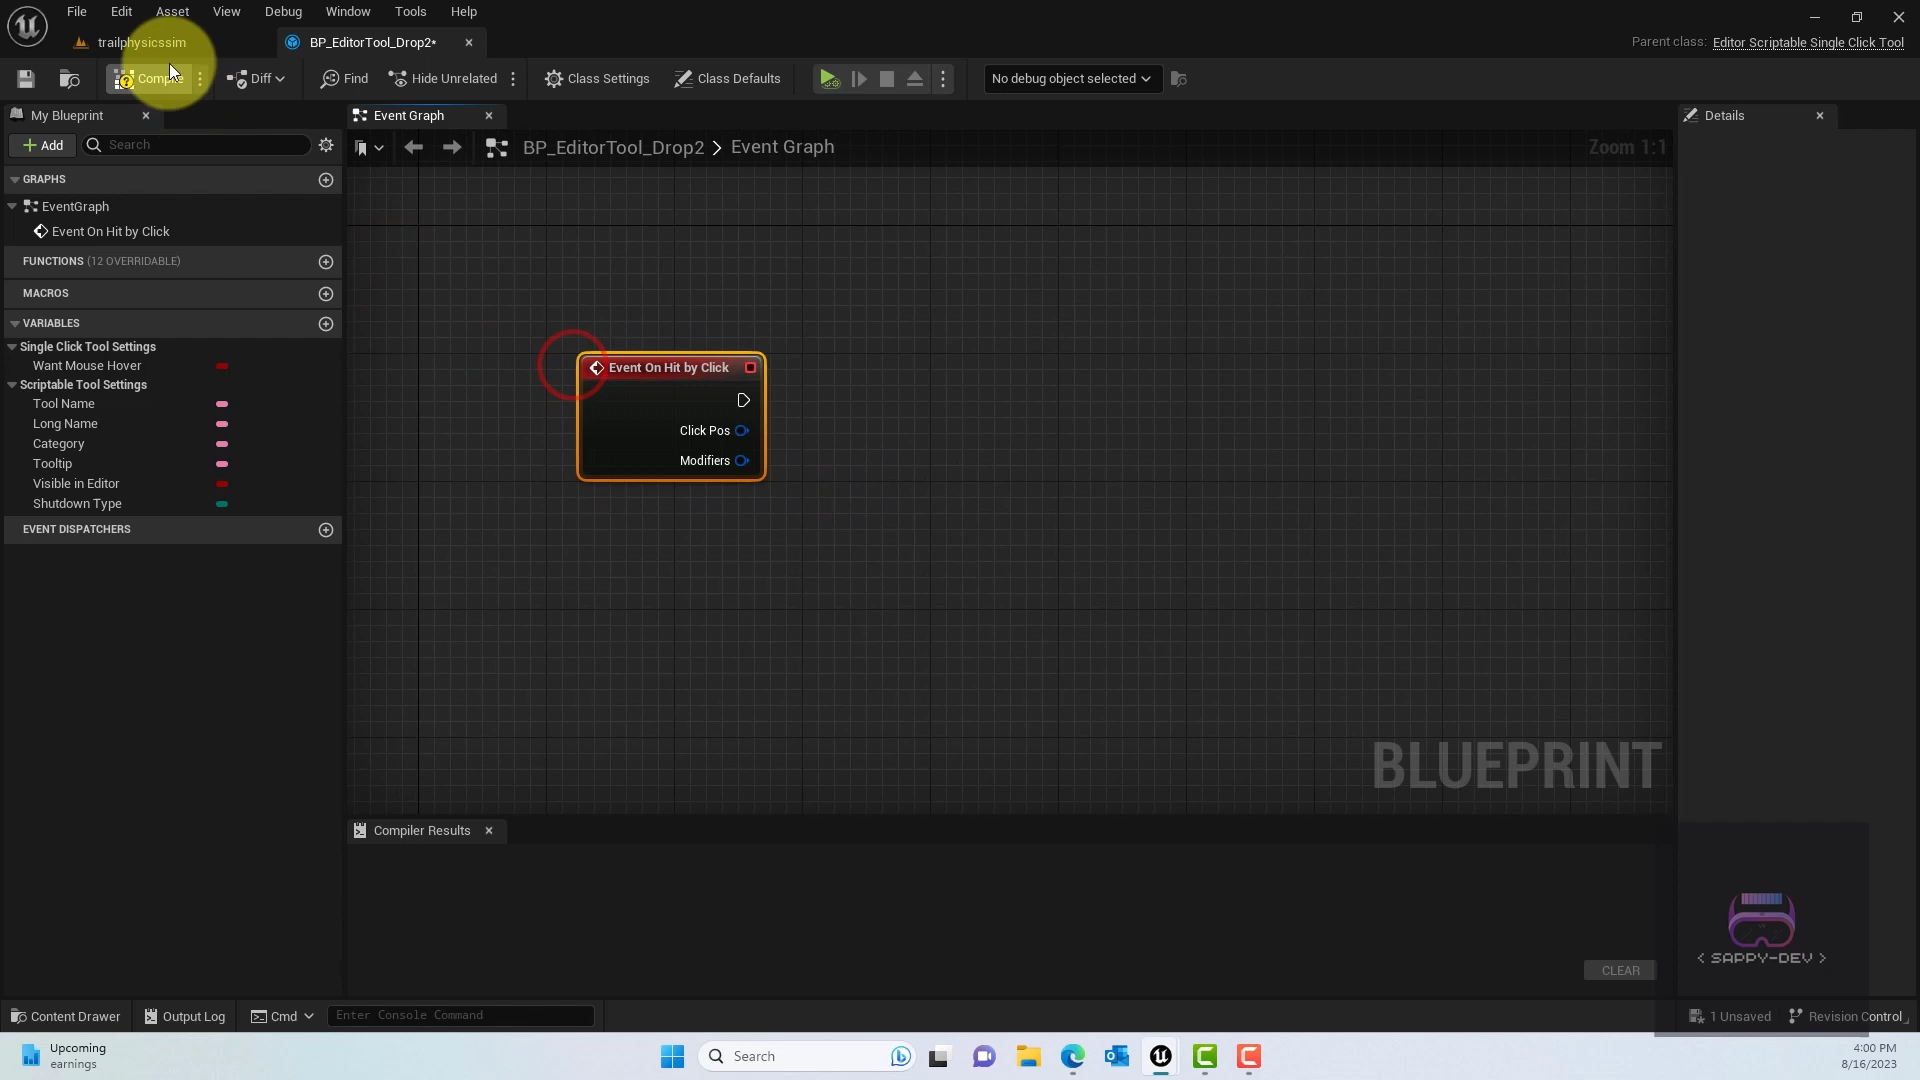 File Edit Asset View Debug Window Tools Help
trailphysicssim
BP_EditorTool_Drop2*
Parent class: Editor Scriptable Single Click Tool
Compile Diff Find Hide Unrelated Class Settings Class Defaults No debug object selected
My Blueprint
Event Graph
Details
Add
Search
BP_EditorTool_Drop2 > Event Graph
Zoom 1:1
GRAPHS
EventGraph
Event On Hit by Click
FUNCTIONS (12 OVERRIDABLE)
MACROS
VARIABLES
Single Click Tool Settings
Want Mouse Hover
Scriptable Tool Settings
Tool Name
Long Name
Category
Tooltip
Visible in Editor
Shutdown Type
EVENT DISPATCHERS
Event On Hit by Click
Click Pos
Modifiers
BLUEPRINT
Compiler Results
< SAPPY-DEV >
CLEAR
Content Drawer Output Log Cmd Enter Console Command
1 Unsaved Revision Control
Upcoming
earnings
Search
4:00 PM
8/16/2023